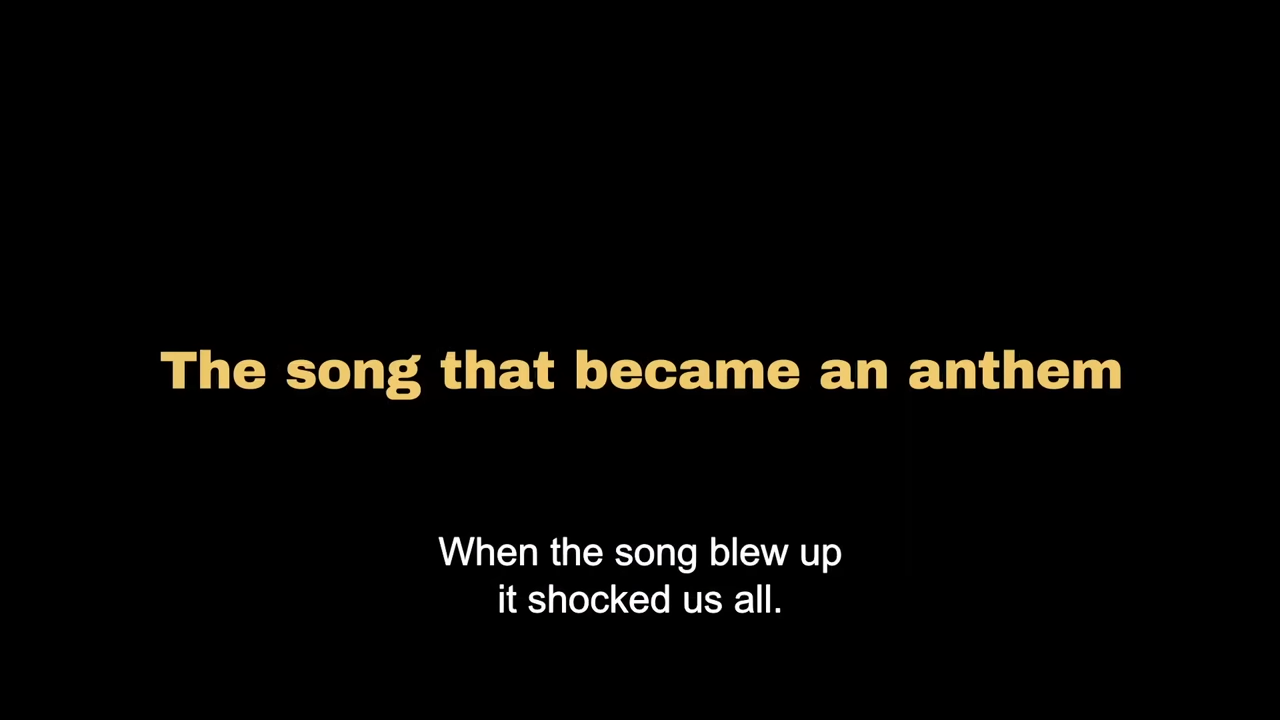 The song that became an anthem
When the song blew up
it shocked us all.